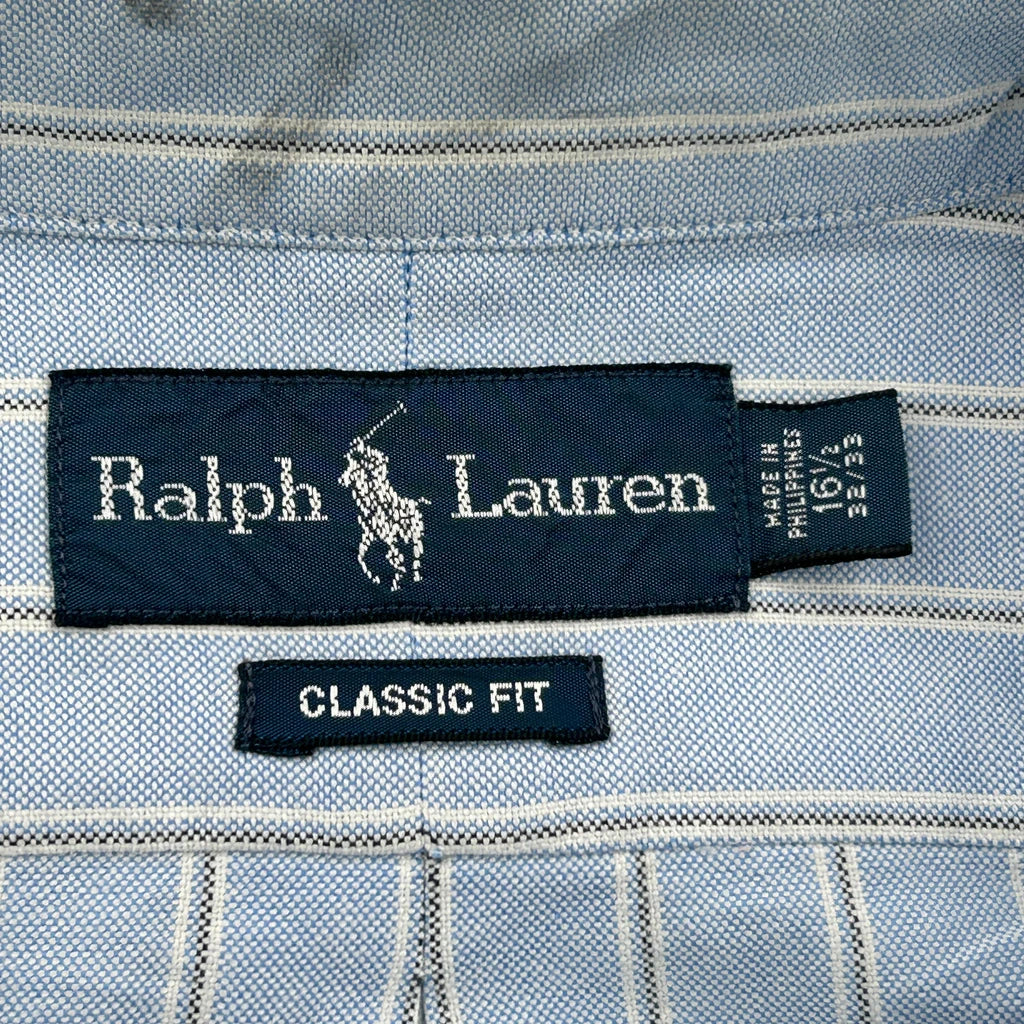 Ralph Lauren
MADE IN
PHILIPPINES
16½
32/33
CLASSIC FIT